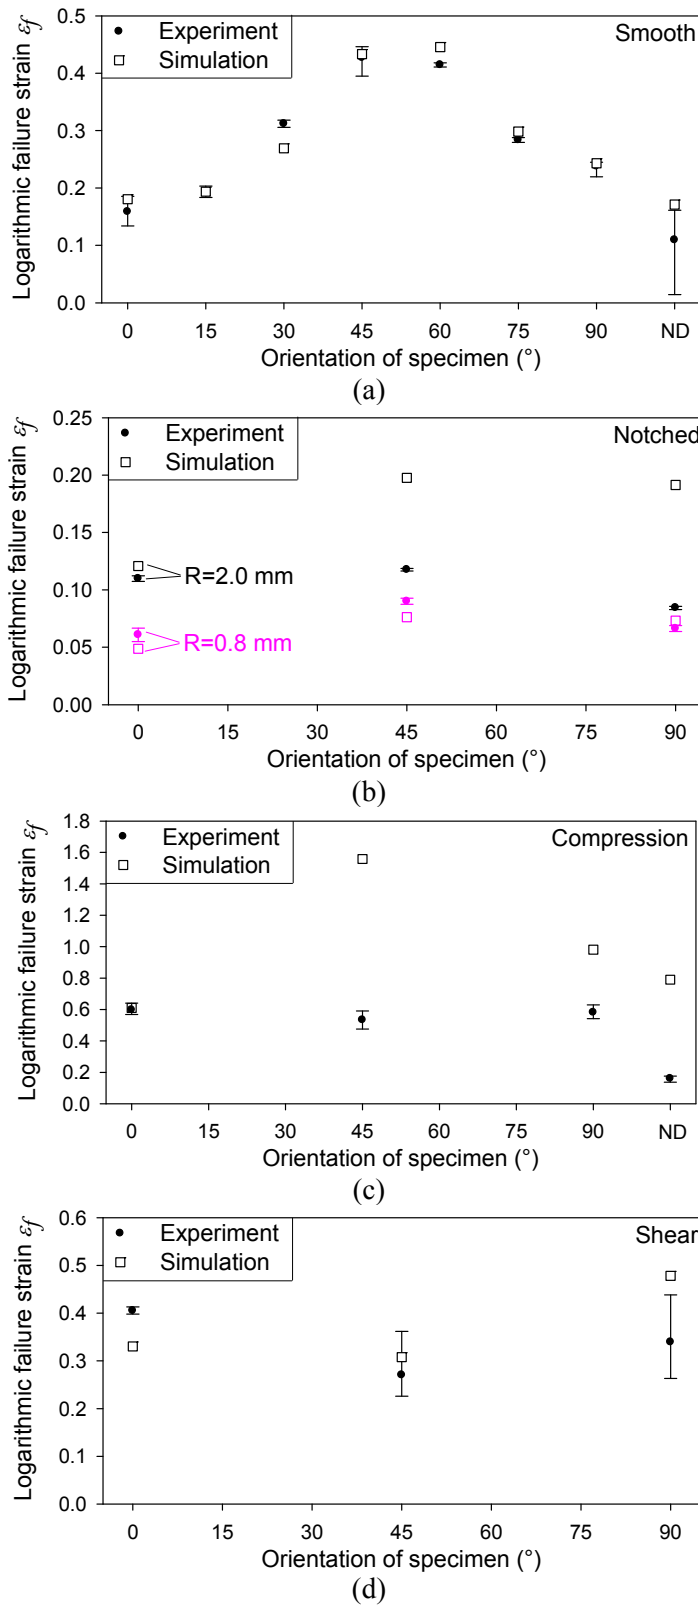 Logarithmic failure strain εf
0.5
0.4
0.3
0.2
0.1
0.0
Experiment
Simulation
Smooth
0 15 30 45 60 75 90 ND
Orientation of specimen (°)
(a)
Logarithmic failure strain εf
0.25
0.20
0.15
0.10
0.05
0.00
Experiment
Simulation
Notched
R=2.0 mm
R=0.8 mm
0 15 30 45 60 75 90
Orientation of specimen (°)
(b)
Logarithmic failure strain εf
1.8
1.6
1.4
1.2
1.0
0.8
0.6
0.4
0.2
0.0
Experiment
Simulation
Compression
0 15 30 45 60 75 90 ND
Orientation of specimen (°)
(c)
Logarithmic failure strain εf
0.6
0.5
0.4
0.3
0.2
0.1
0.0
Experiment
Simulation
Shear
0 15 30 45 60 75 90
Orientation of specimen (°)
(d)